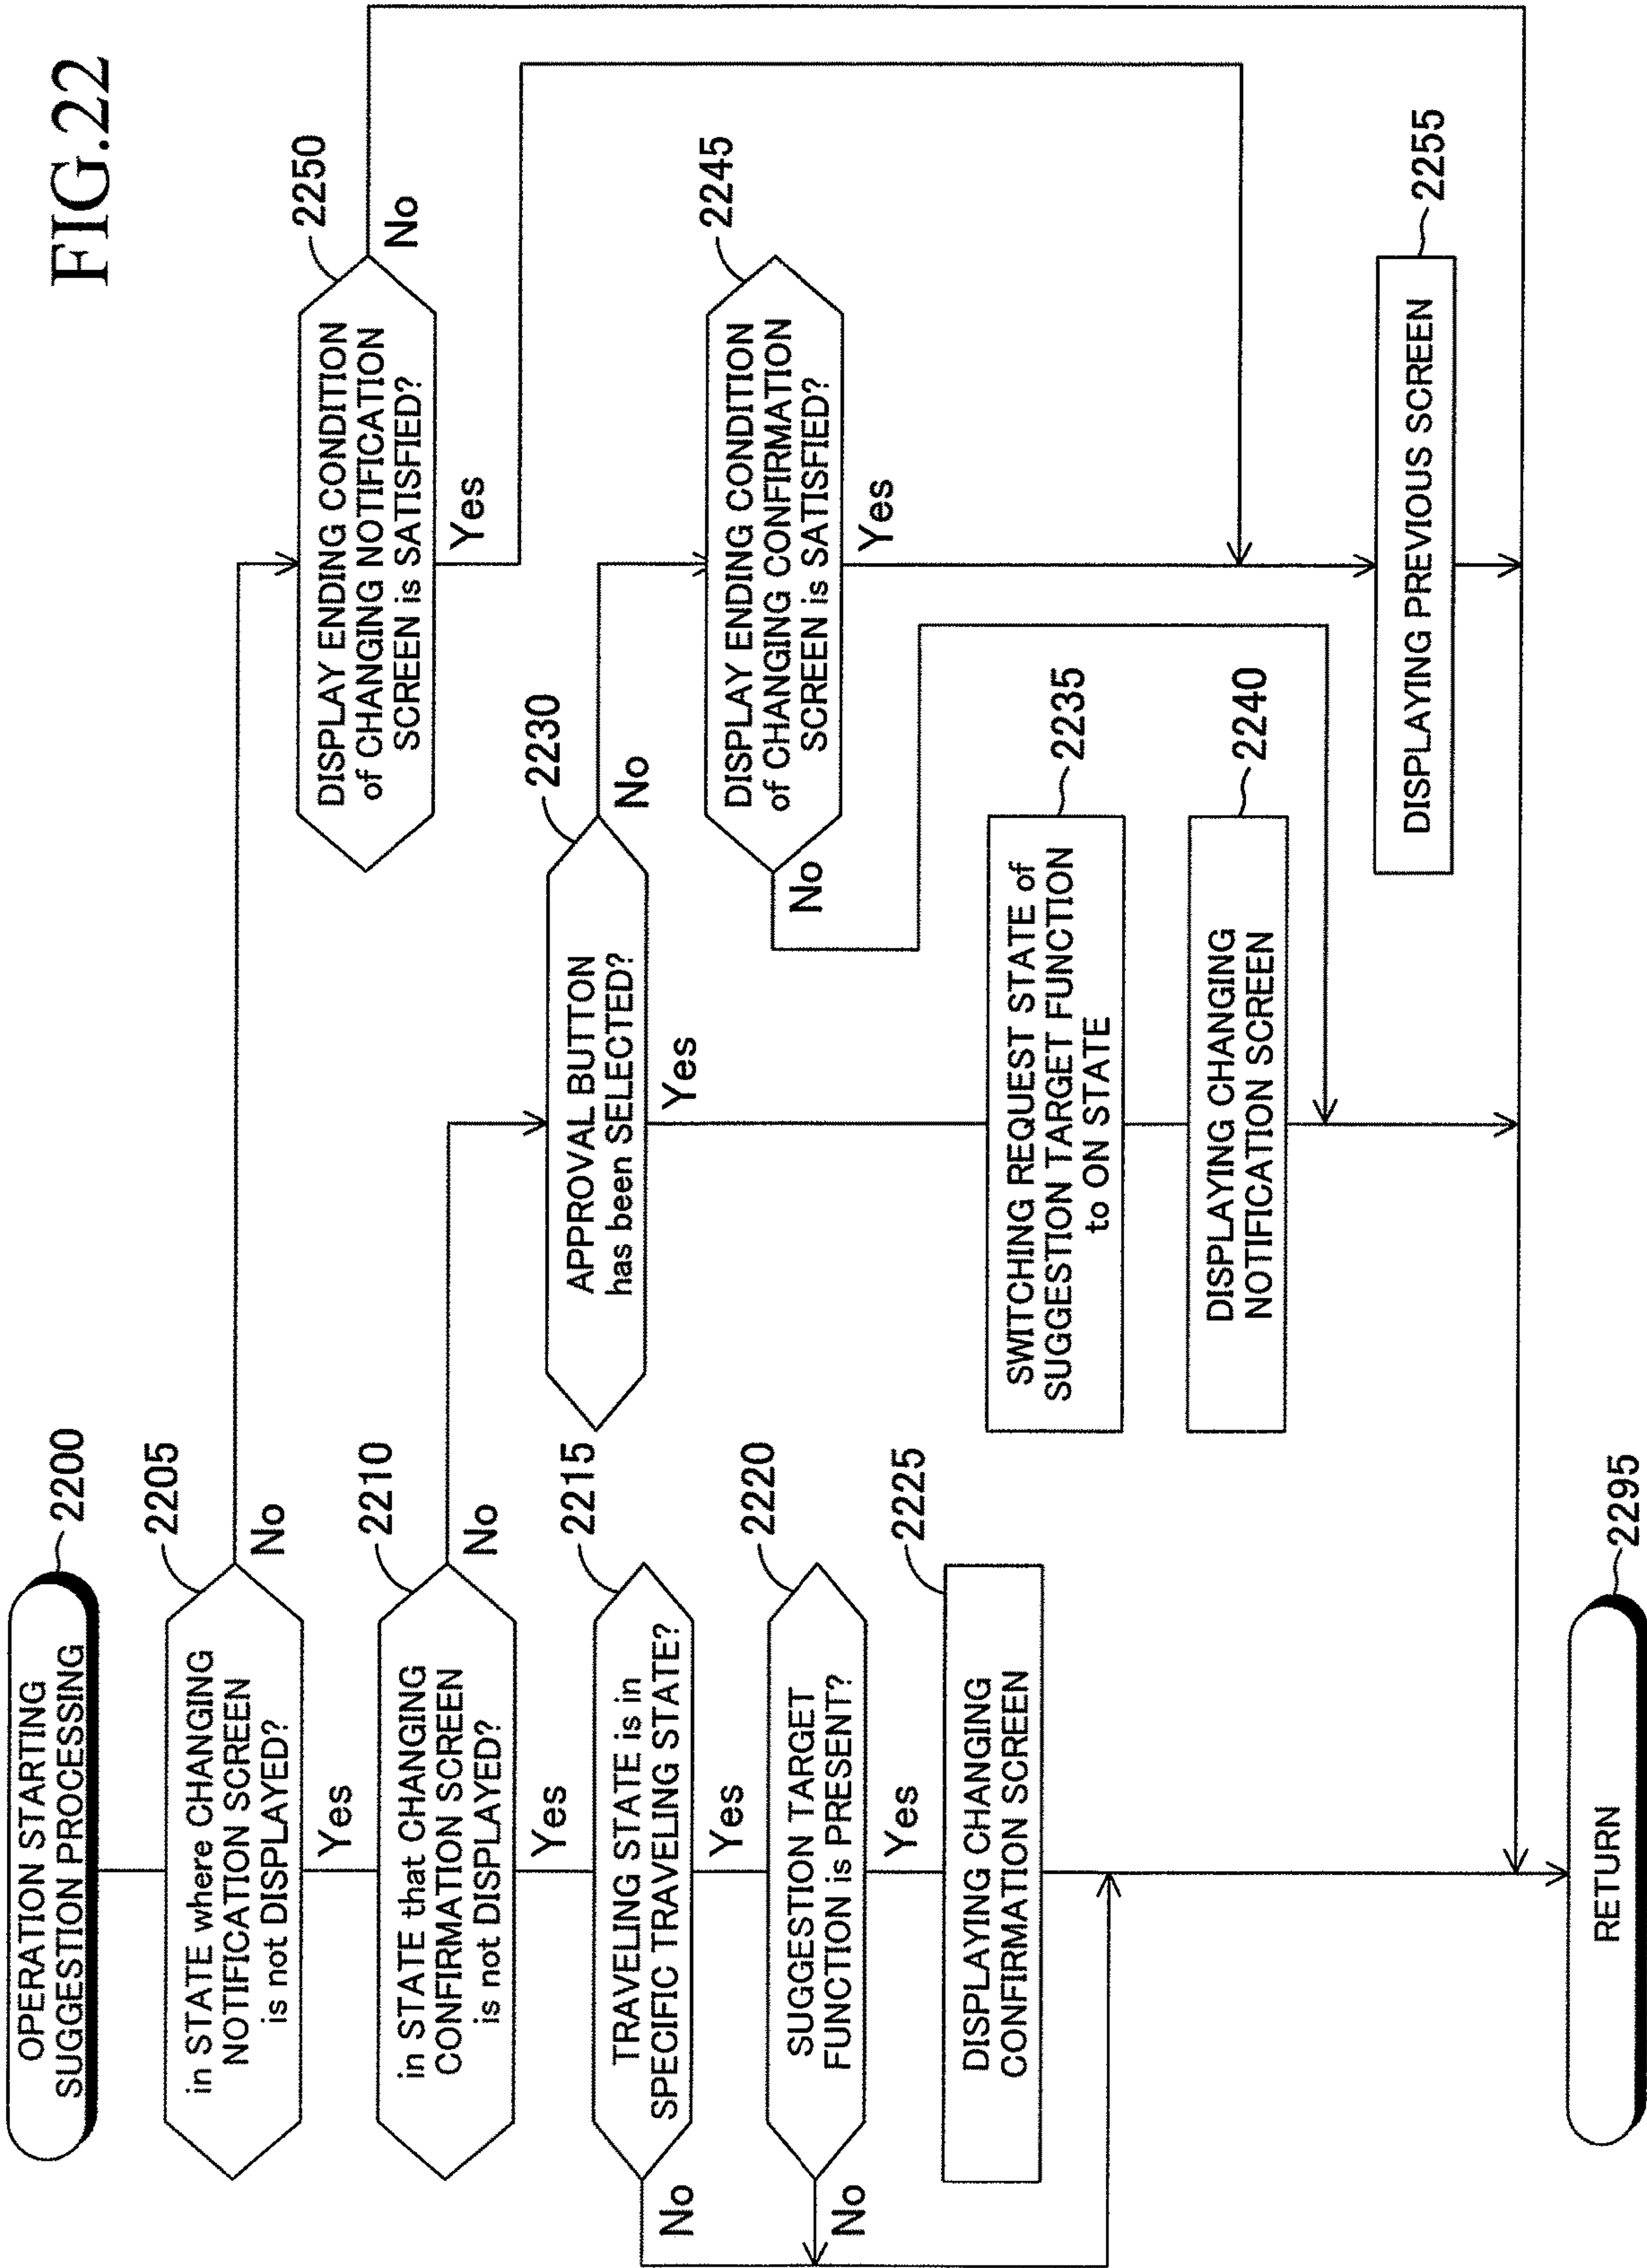 FIG.22
OPERATION STARTING
SUGGESTION PROCESSING
2200
in STATE where CHANGING
NOTIFICATION SCREEN
is not DISPLAYED?
2205
No
Yes
in STATE that CHANGING
CONFIRMATION SCREEN
is not DISPLAYED?
2210
No
Yes
TRAVELING STATE is in
SPECIFIC TRAVELING STATE?
2215
No
Yes
SUGGESTION TARGET
FUNCTION is PRESENT?
2220
No
Yes
DISPLAYING CHANGING
CONFIRMATION SCREEN
2225
APPROVAL BUTTON
has been SELECTED?
2230
No
Yes
SWITCHING REQUEST STATE of
SUGGESTION TARGET FUNCTION
to ON STATE
2235
DISPLAYING CHANGING
NOTIFICATION SCREEN
2240
DISPLAY ENDING CONDITION
of CHANGING NOTIFICATION
SCREEN is SATISFIED?
2250
No
Yes
DISPLAY ENDING CONDITION
of CHANGING CONFIRMATION
SCREEN is SATISFIED?
2245
No
Yes
DISPLAYING PREVIOUS SCREEN
2255
RETURN
2295